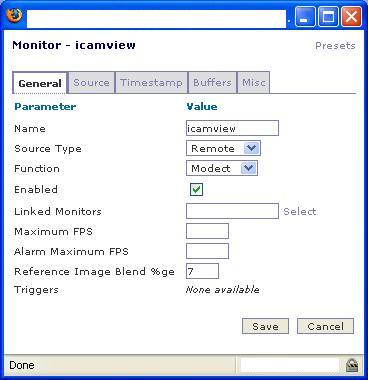 Monitor - icamview Presets
General Source Timestamp Buffers Misc
Parameter Value
Name icamview
Source Type Remote
Function Modect
Enabled
Linked Monitors Select
Maximum FPS
Alarm Maximum FPS
Reference Image Blend %ge 7
Triggers None available
Save Cancel
Done